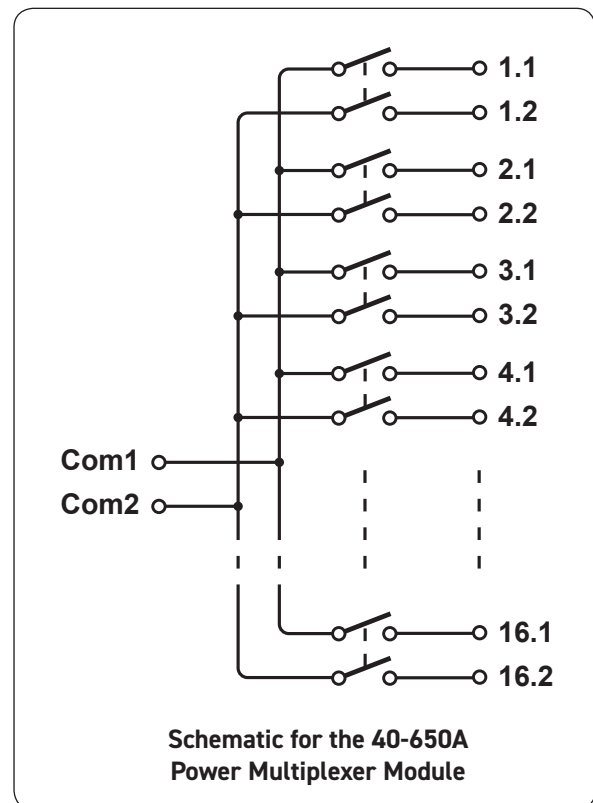 1.1
1.2
2.1
2.2
3.1
3.2
4.1
4.2
Com1
Com2
16.1
16.2
Schematic for the 40-650A
Power Multiplexer Module